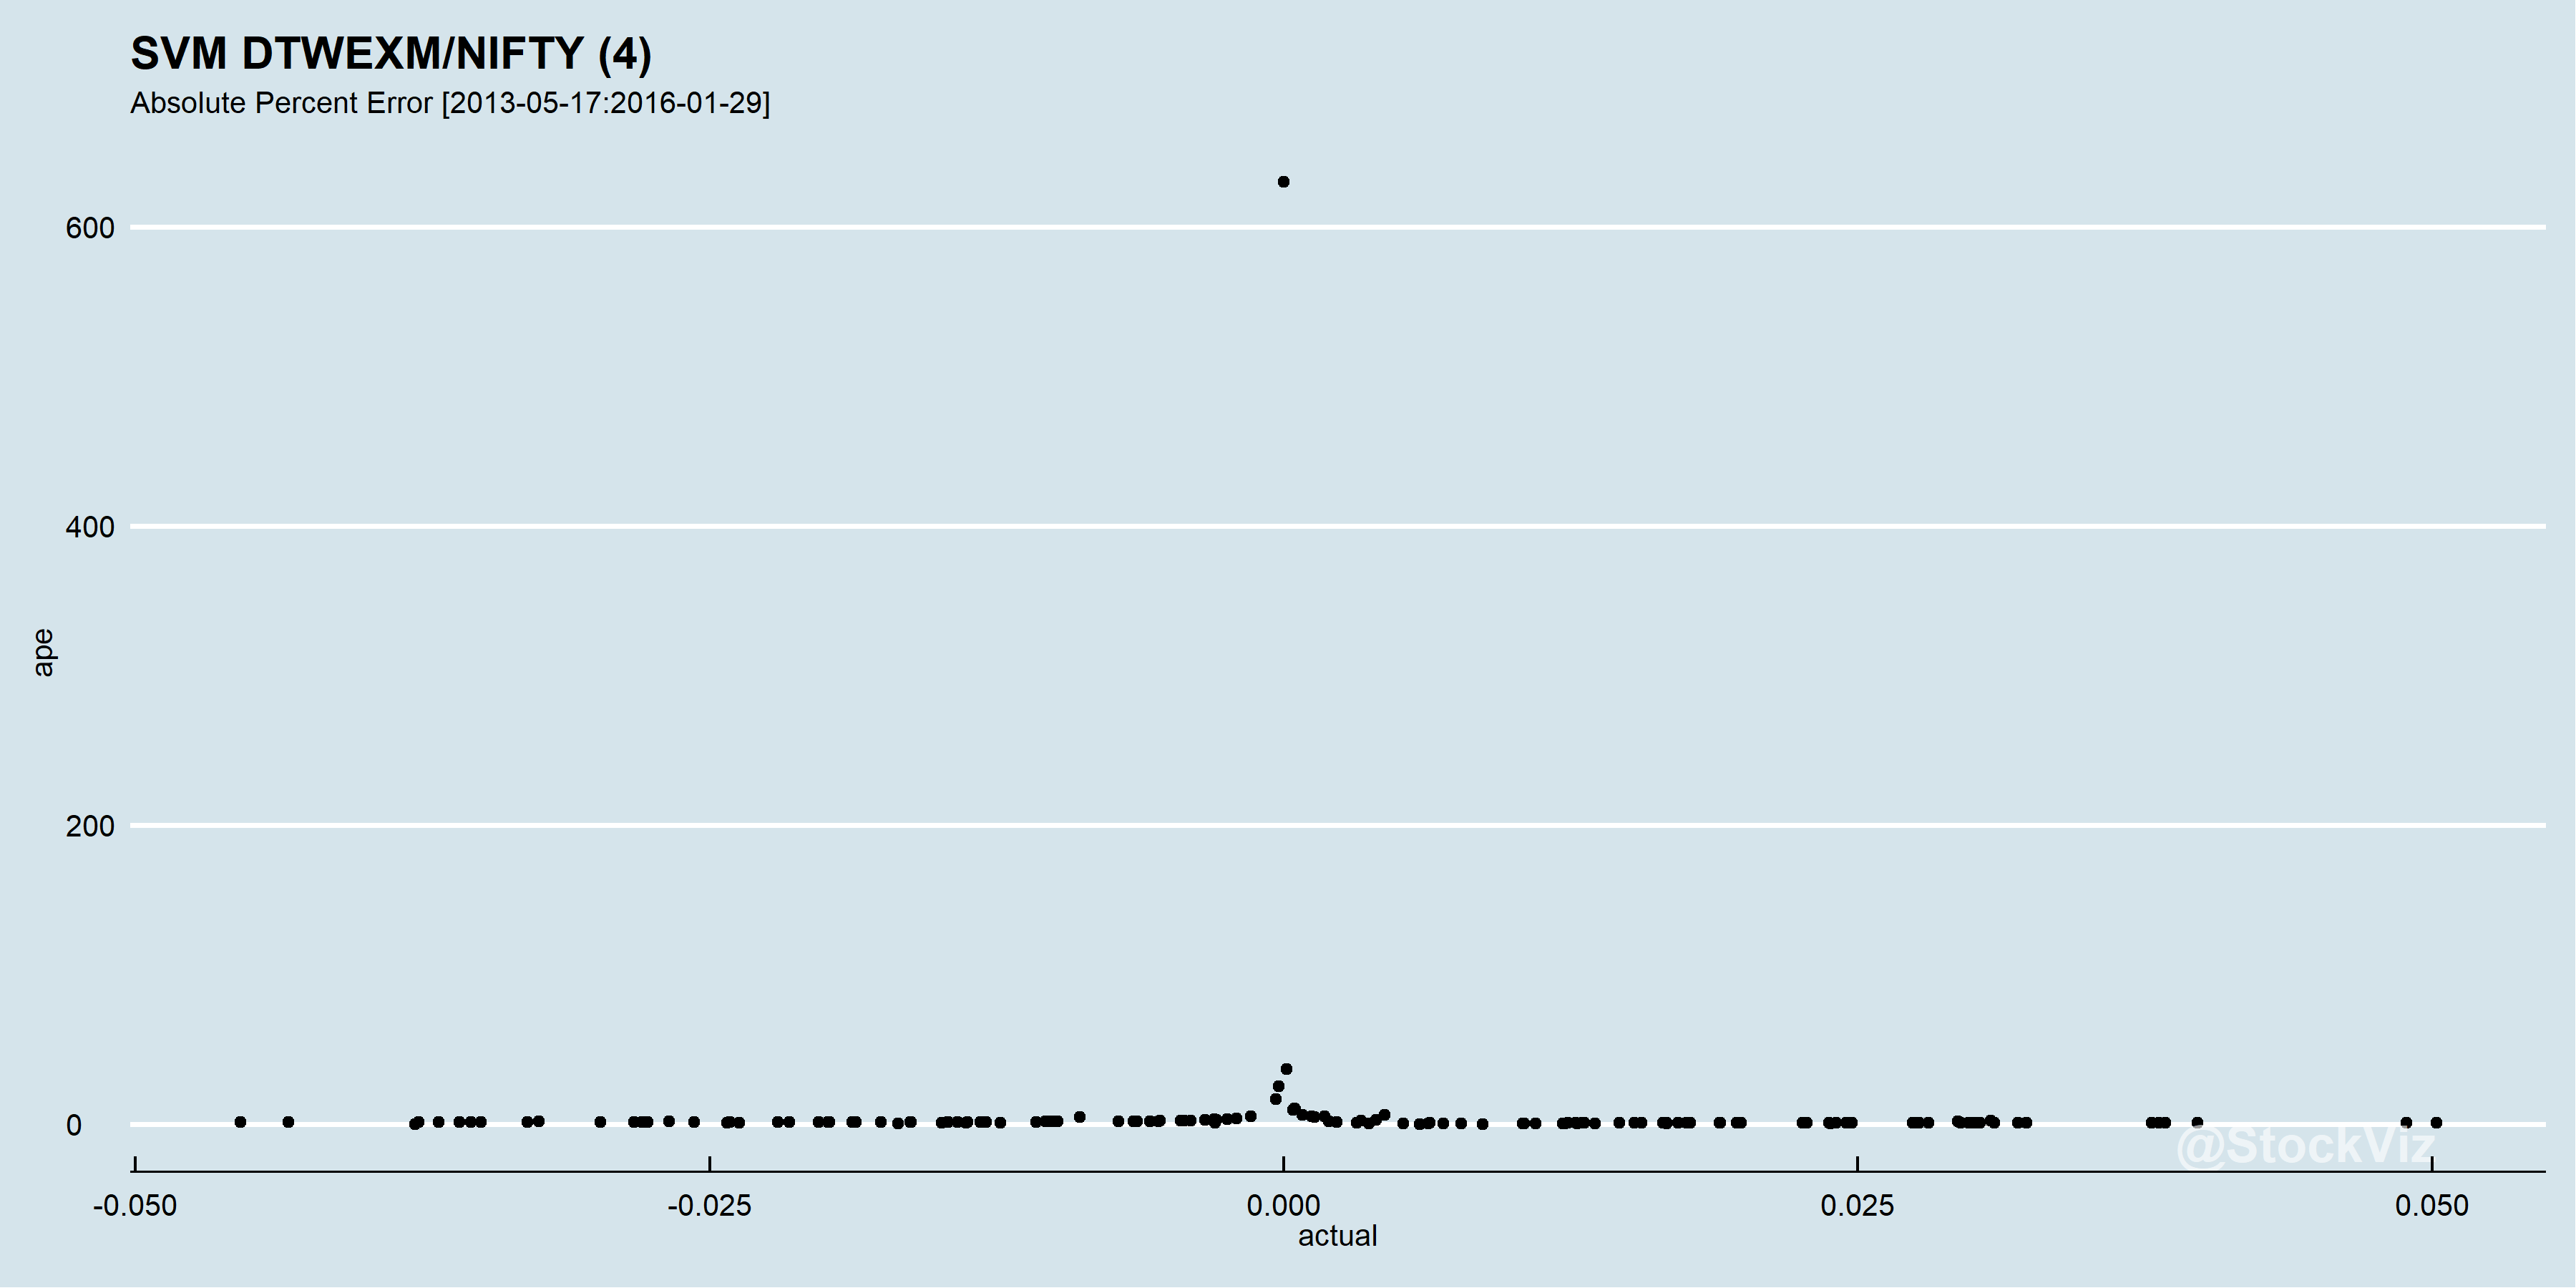 SVM DTWEXM/NIFTY (4)
Absolute Percent Error [2013-05-17:2016-01-29]
600
400
200
0
ape
@StockViz
-0.050 -0.025 0.000 0.025 0.050
actual